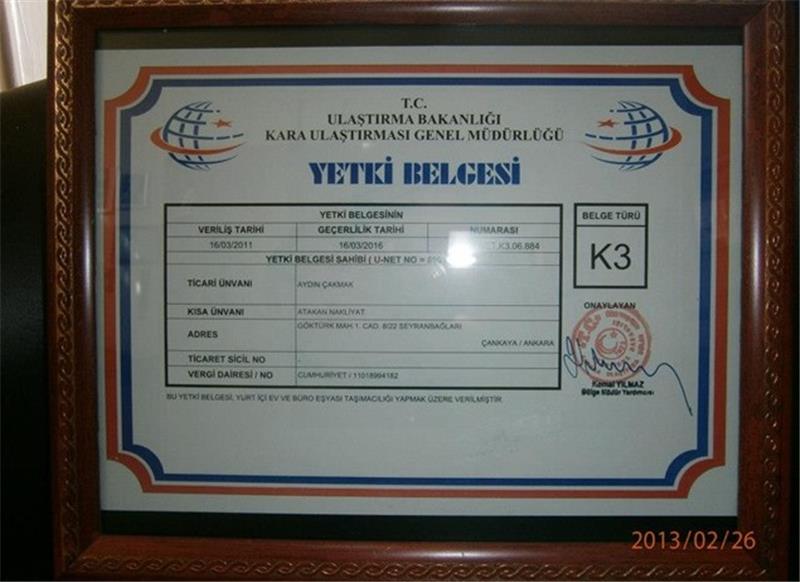 T.C.
ULAŞTIRMA BAKANLIĞI
KARA ULAŞTIRMASI GENEL MÜDÜRLÜĞÜ
YETKİ BELGESİ
YETKİ BELGESİNİN
VERİLİŞ TARİHİ GEÇERLİLİK TARİHİ NUMARASI
16/03/2011 16/03/2016 T.K3.06.884
YETKİ BELGESİ SAHİBİ ( U-NET NO =
TİCARİ ÜNVANI AYDIN ÇAKMAK
KISA ÜNVANI ATAKAN NAKLİYAT
ADRES GÖKTÜRK MAH 1. CAD. 8/22 SEYRANBAĞLARI
ÇANKAYA / ANKARA
TİCARET SİCİL NO -
VERGİ DAİRESİ / NO CUMHURİYET / 11018994182
BU YETKİ BELGESİ, YURT İÇİ EV VE BÜRO EŞYASI TAŞIMACILIĞI YAPMAK ÜZERE VERİLMİŞTİR.
BELGE TÜRÜ
K3
ONAYLAYAN
T.C.
Kemal YILMAZ
Bölge Müdür Yardımcısı
2013/02/26